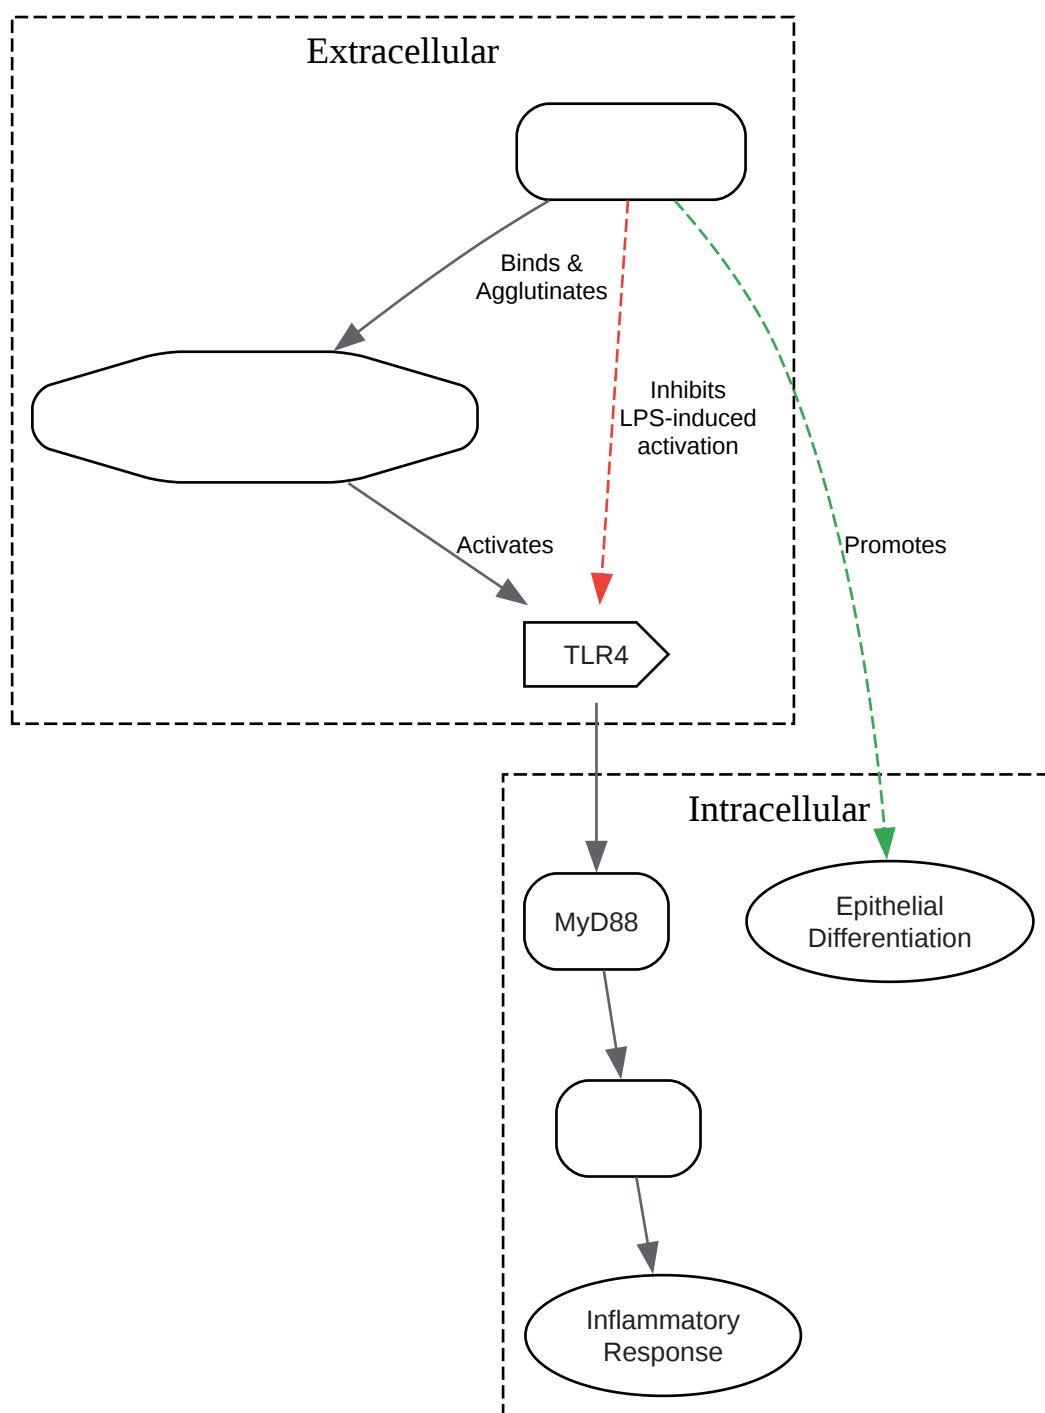 Extracellular
Binds &
Agglutinates
Inhibits
LPS-induced
activation
Activates
Promotes
TLR4
Intracellular
MyD88
Epithelial
Differentiation
Inflammatory
Response